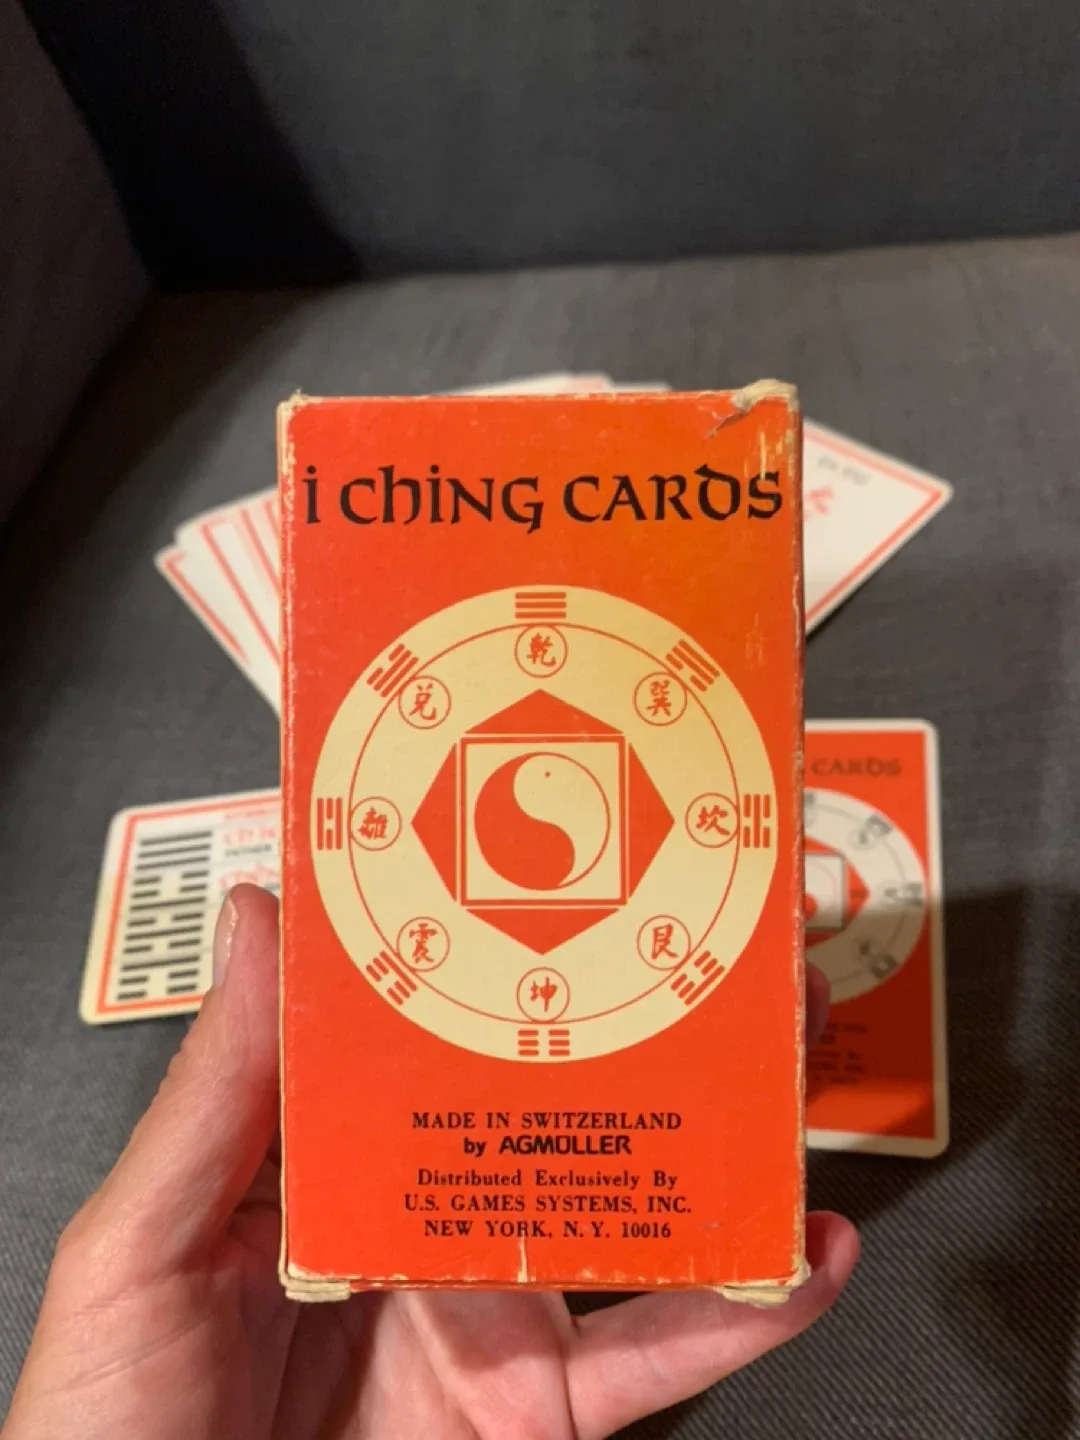 i Ching CARDS
乾
兌
巽
離
坎
震
艮
坤
MADE IN SWITZERLAND
by AGMÜLLER
Distributed Exclusively By
U.S. GAMES SYSTEMS, INC.
NEW YORK, N.Y. 10016
CARDS